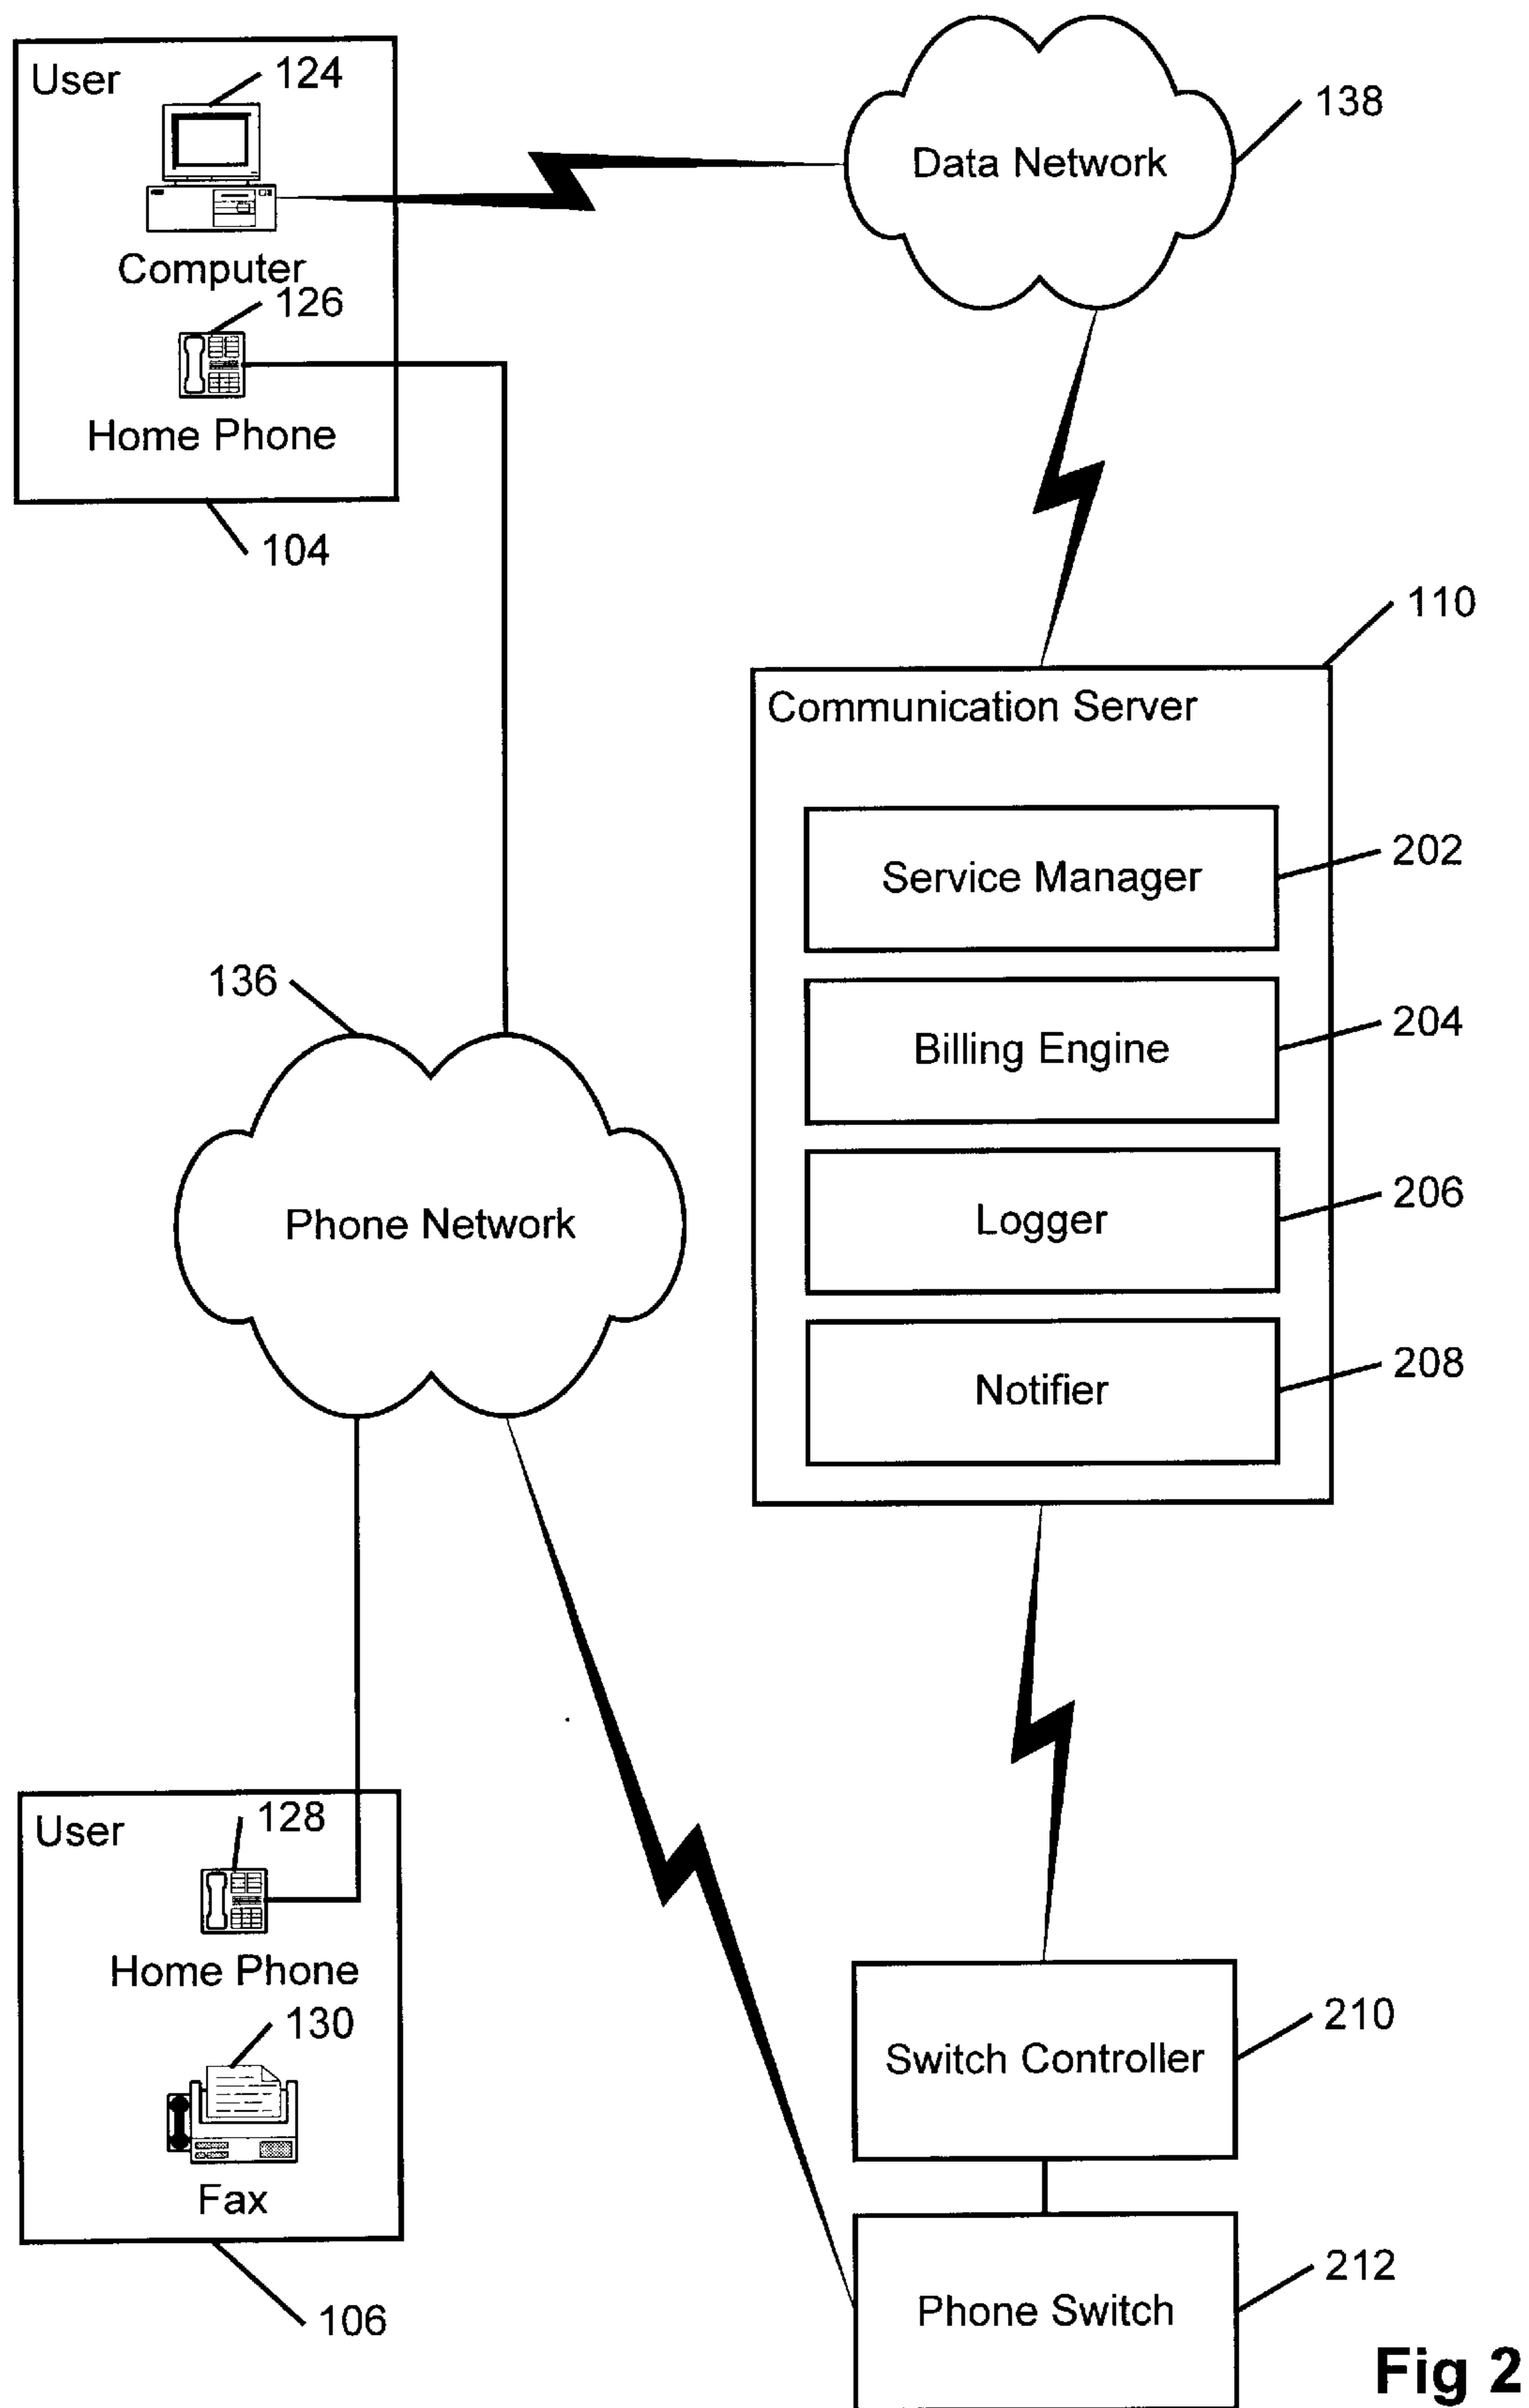 User
124
Computer
126
Home Phone
104
Data Network
138
110
Communication Server
Service Manager
202
Billing Engine
204
Logger
206
Notifier
208
136
Phone Network
User
128
Home Phone
130
Fax
106
Switch Controller
210
Phone Switch
212
Fig 2